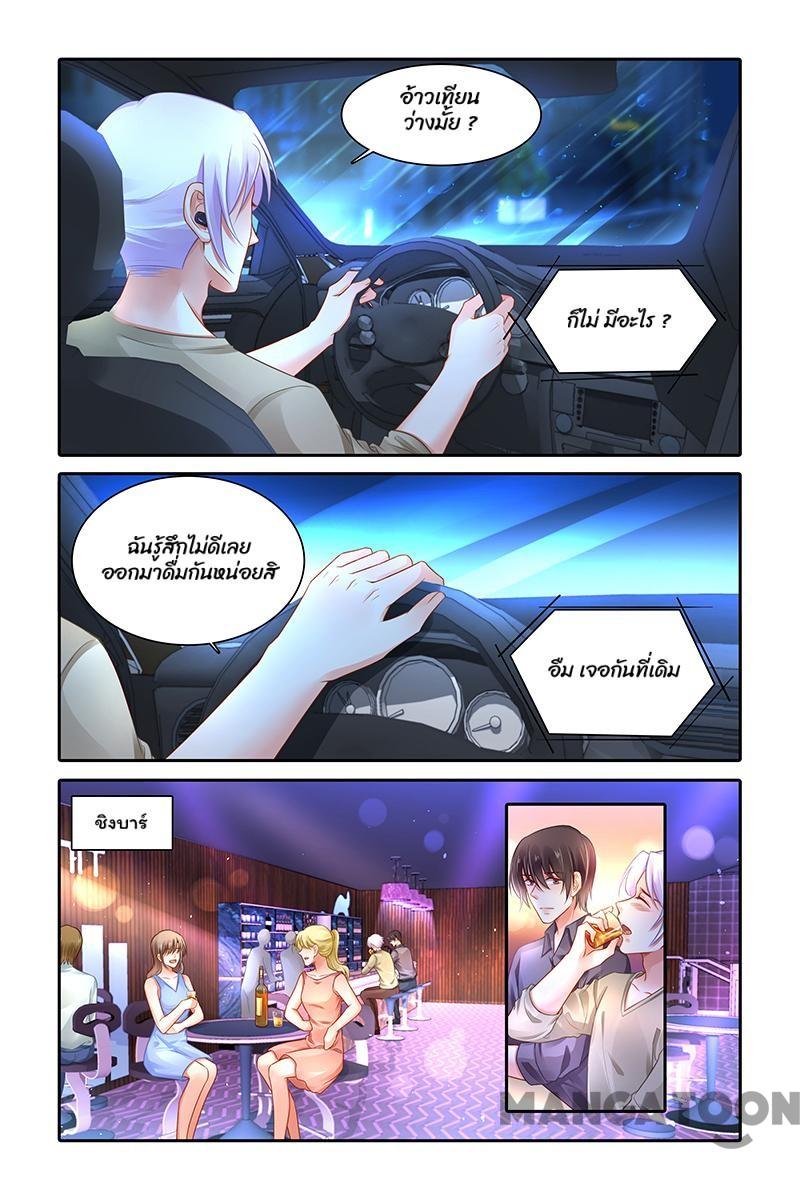 อ้าวเทียน
ว่างมั้ย ?
ก็ไม่ มีอะไร ?
ฉันรู้สึกไม่ดีเลย
ออกมาดื่มกันหน่อยสิ
อืม เจอกันที่เดิม
ชิงบาร์
MANGATOON